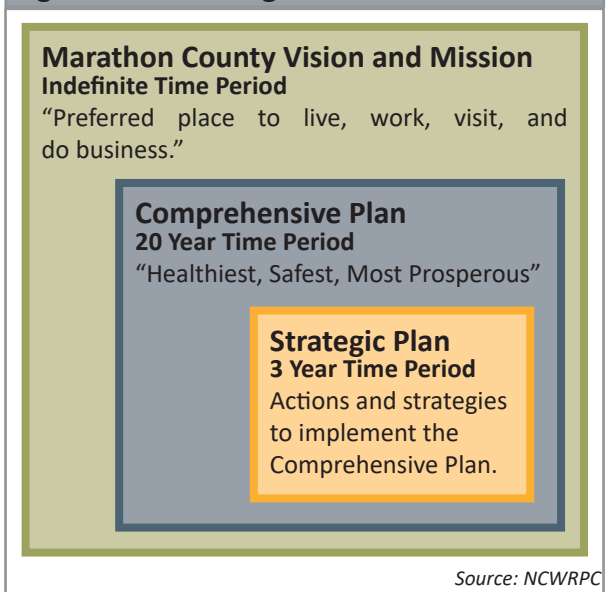 Marathon County Vision and Mission
Indefinite Time Period
“Preferred place to live, work, visit, and
do business.”
Comprehensive Plan
20 Year Time Period
“Healthiest, Safest, Most Prosperous”
Strategic Plan
3 Year Time Period
Actions and strategies
to implement the
Comprehensive Plan.
Source: NCWRPC